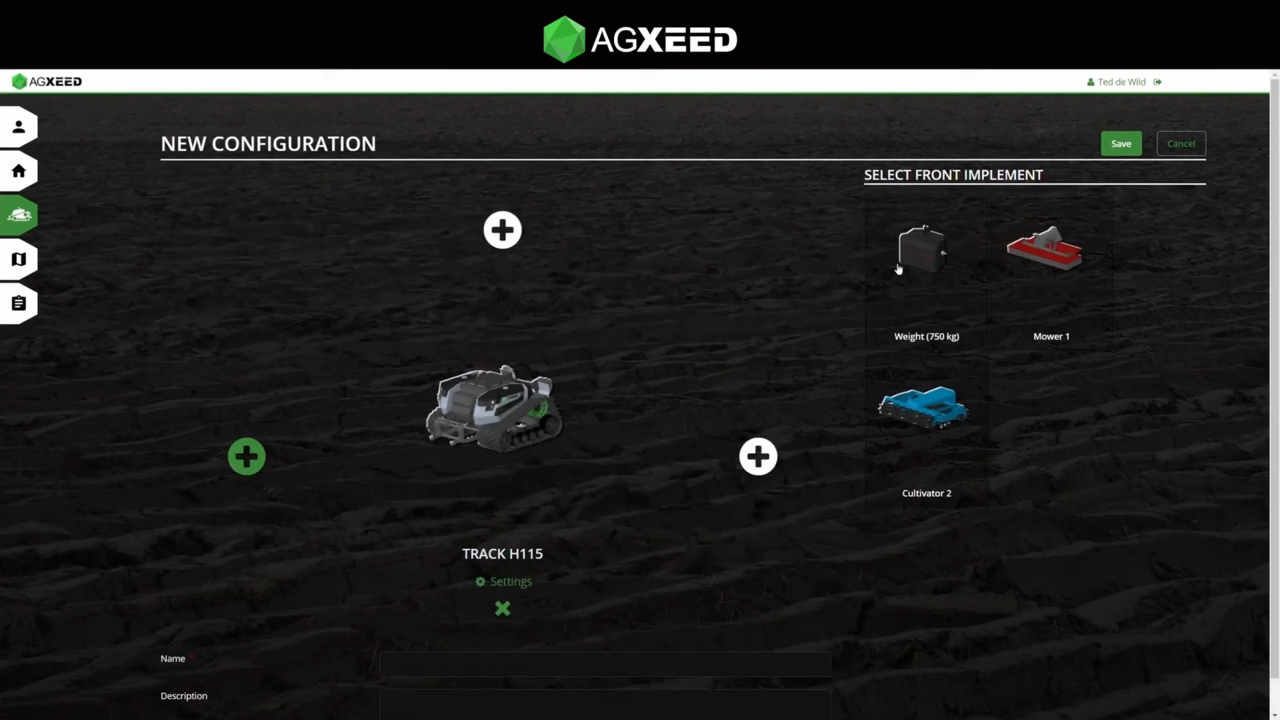 AGXEED
AGXEED
Ted de Wild
NEW CONFIGURATION
Save
Cancel
SELECT FRONT IMPLEMENT
Weight (750 kg)
Mower 1
Cultivator 2
TRACK H115
Settings
Name
Description